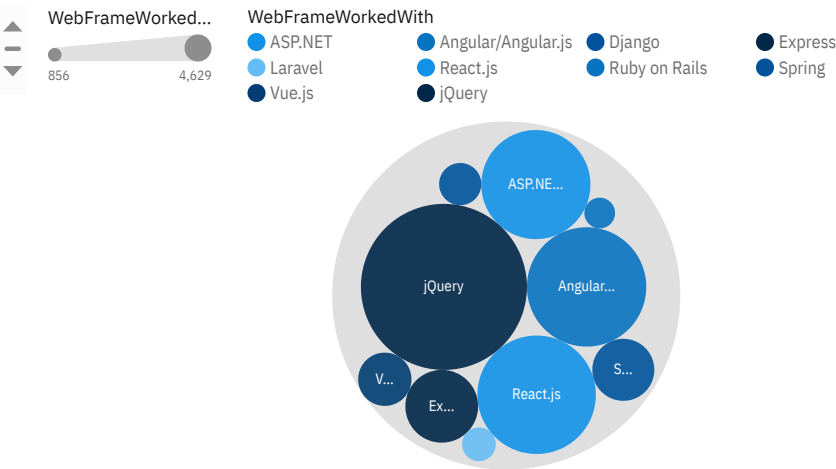 WebFrameWorked...
856 4,629
WebFrameWorkedWith
ASP.NET Angular/Angular.js Django Express
Laravel React.js Ruby on Rails Spring
Vue.js jQuery
ASP.NE...
jQuery Angular...
S...
V... React.js
Ex...